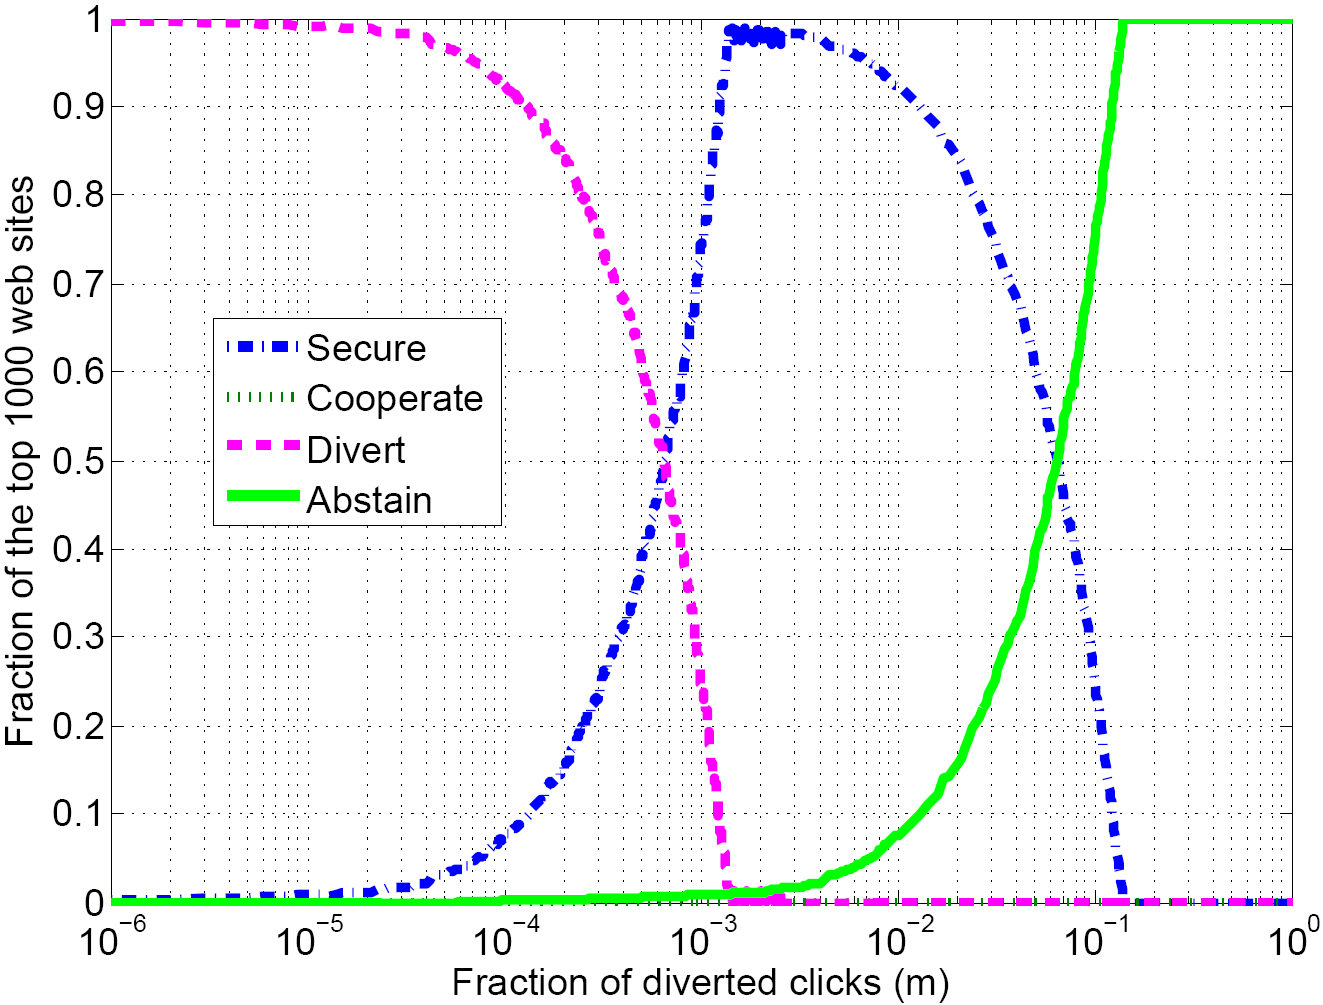 Fraction of the top 1000 web sites
1
0.9
0.8
0.7
0.6
0.5
0.4
0.3
0.2
0.1
0
Secure
Cooperate
Divert
Abstain
10⁻⁶ 10⁻⁵ 10⁻⁴ 10⁻³ 10⁻² 10⁻¹ 10⁰
Fraction of diverted clicks (m)